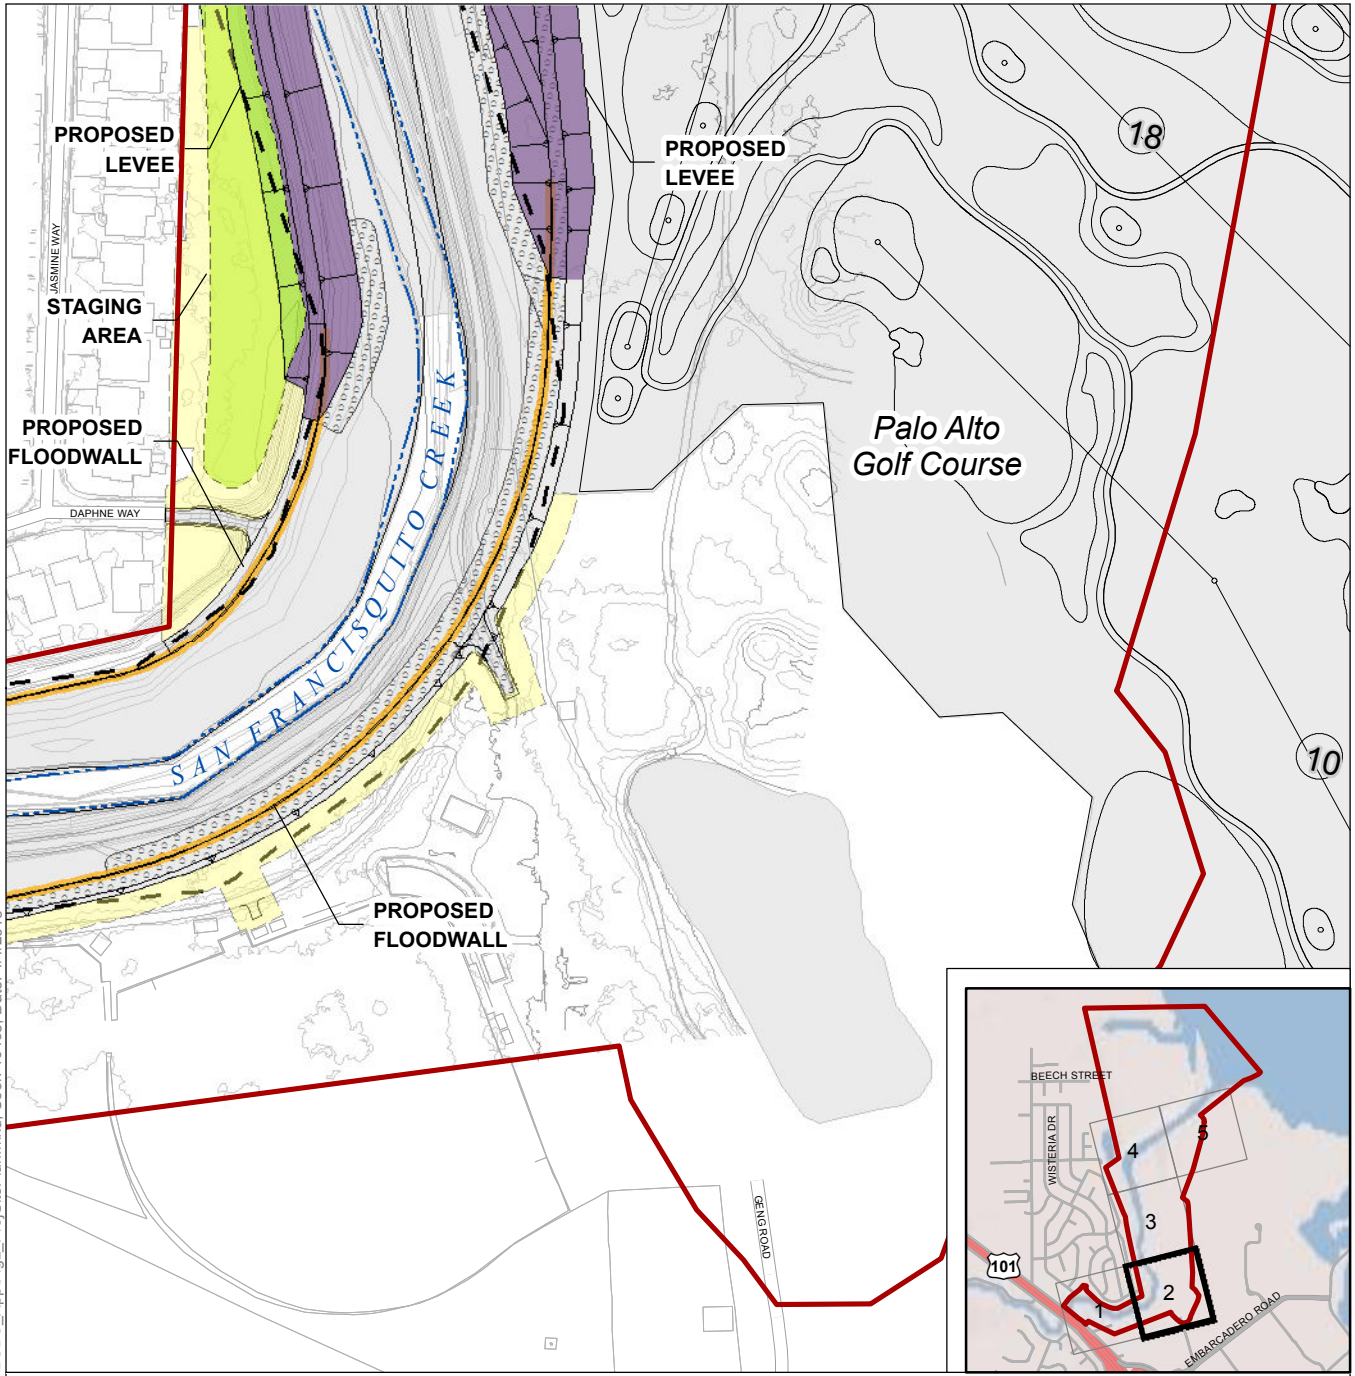 18
PROPOSED
LEVEE
PROPOSED
LEVEE
JASMINE WAY
STAGING
AREA
PROPOSED
FLOODWALL
DAPHNE WAY
SAN FRANCISQUITO CREEK
Palo Alto
Golf Course
10
PROPOSED
FLOODWALL
GENG ROAD
BEECH STREET
WISTERIA DR
5
4
3
101
2
1
EMBARCADERO ROAD